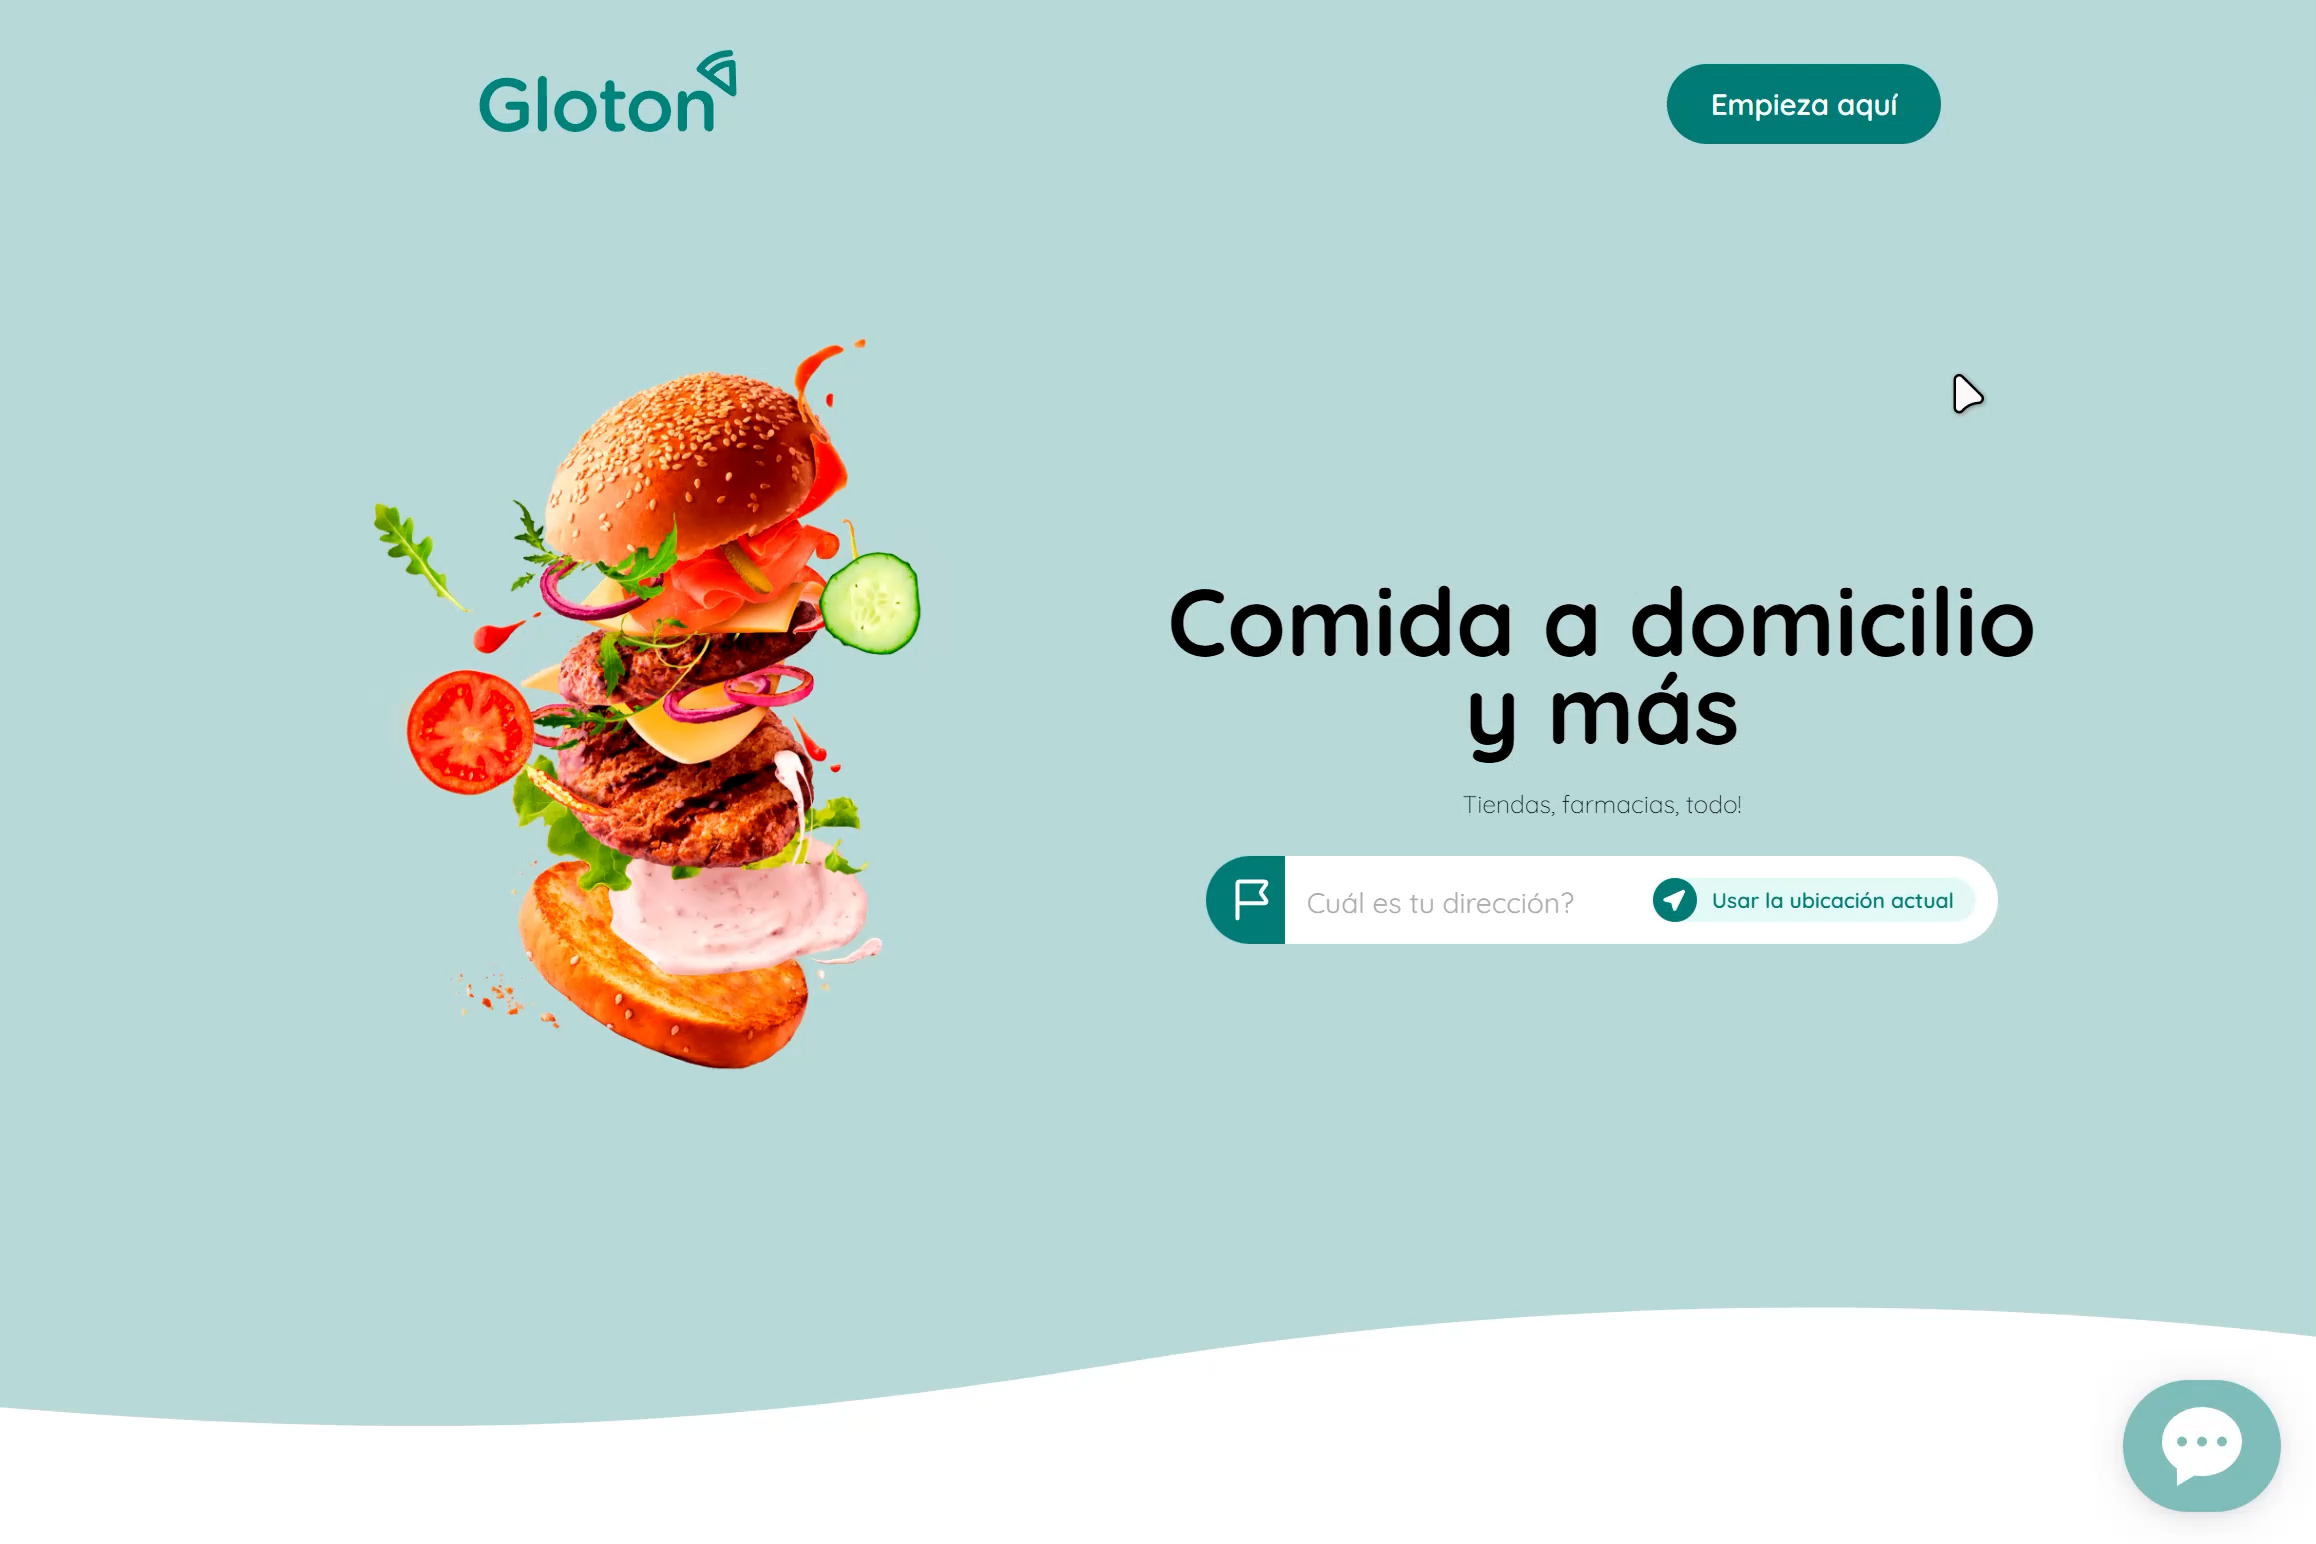 Gloton
Empieza aquí
Comida a domicilio
y más
Tiendas, farmacias, todo!
Cuál es tu dirección?
Usar la ubicación actual